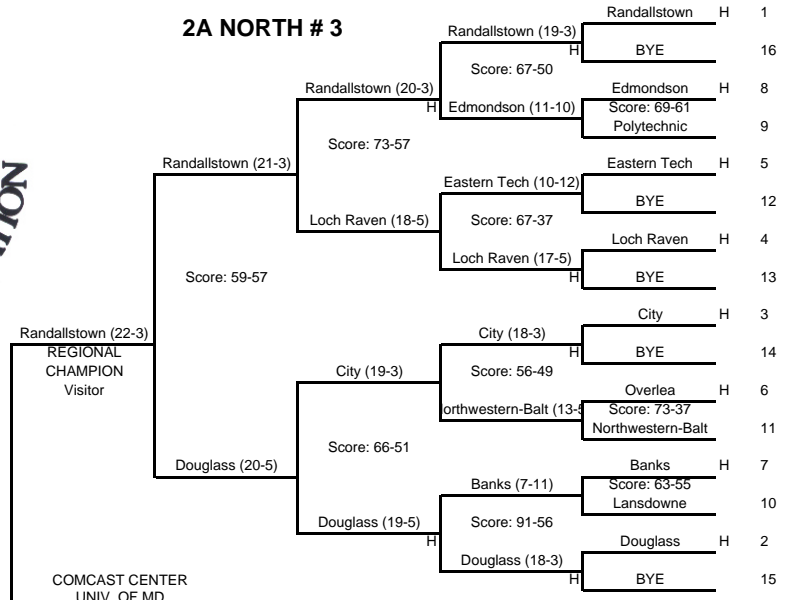 2A NORTH # 3
Randallstown H 1
Randallstown (19-3)
H BYE 16
Score: 67-50
Randallstown (20-3) Edmondson H 8
H Edmondson (11-10) Score: 69-61
Polytechnic 9
Score: 73-57
Randallstown (21-3) Eastern Tech H 5
Eastern Tech (10-12)
BYE 12
Loch Raven (18-5) Score: 67-37
Loch Raven H 4
Loch Raven (17-5)
Score: 59-57 H BYE 13
City H 3
Randallstown (22-3) City (18-3)
REGIONAL H BYE 14
CHAMPION City (19-3) Score: 56-49
Visitor Overlea H 6
orthwestern-Balt (13-5 Score: 73-37
Northwestern-Balt 11
Score: 66-51
Douglass (20-5) Banks H 7
Banks (7-11) Score: 63-55
Lansdowne 10
Douglass (19-5) Score: 91-56
H Douglass H 2
Douglass (18-3)
COMCAST CENTER H BYE 15
UNIV. OF MD